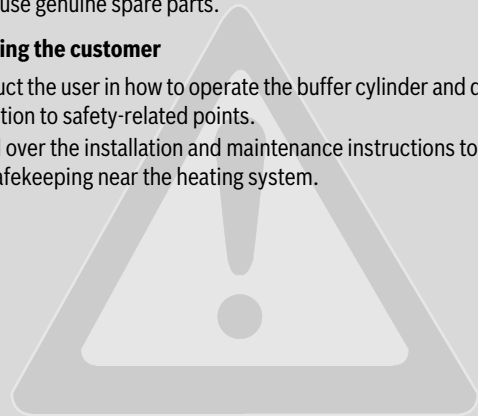 use genuine spare parts.
ing the customer
uct the user in how to operate the buffer cylinder and
tion to safety-related points.
over the installation and maintenance instructions to
afekeeping near the heating system.